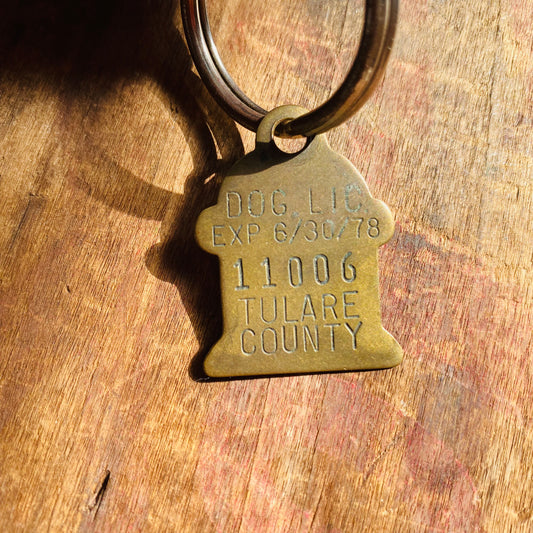 DOG LIC
EXP 6/30/78
11006
TULARE
COUNTY